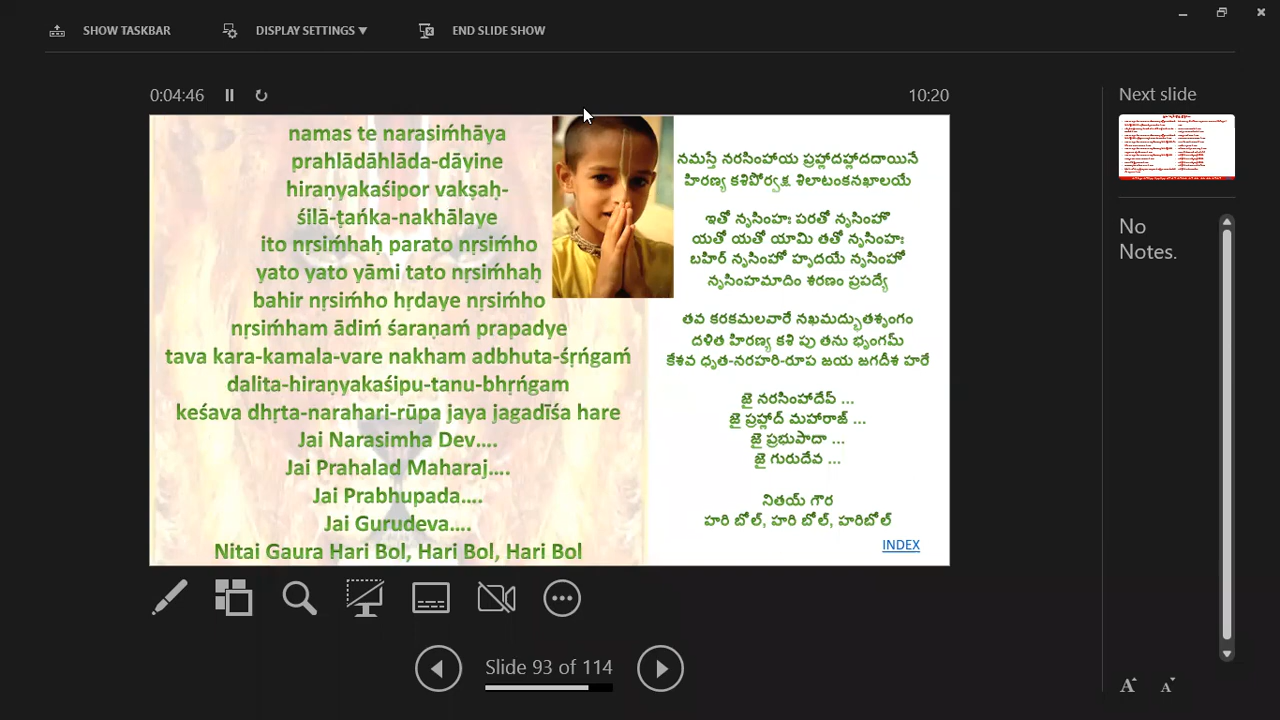 SHOW TASKBAR
DISPLAY SETTINGS ▾
END SLIDE SHOW
0:04:46
10:20
namas te narasiṁhāya
prahlādāhlāda-dāyine
hiraṇyakaśipor vakṣaḥ-
śilā-ṭaṅka-nakhālaye
ito nṛsiṁhaḥ parato nṛsiṁho
yato yato yāmi tato nṛsiṁhaḥ
bahir nṛsiṁho hṛdaye nṛsiṁho
nṛsiṁham ādiṁ śaraṇaṁ prapadye
tava kara-kamala-vare nakham adbhuta-śṛṅgaṁ
dalita-hiraṇyakaśipu-tanu-bhṛṅgam
keśava dhṛta-narahari-rūpa jaya jagadīśa hare
Jai Narasimha Dev....
Jai Prahalad Maharaj....
Jai Prabhupada....
Jai Gurudeva....
Nitai Gaura Hari Bol, Hari Bol, Hari Bol
నమస్తే నరసింహాయ ప్రహ్లాదహ్లాదదాయినే
హిరణ్య కశిపోర్వక్ష శిలాటంకనఖాలయే
ఇతో నృసింహః పరతో నృసింహో
యతో యతో యామి తతో నృసింహః
బహిర్ నృసింహో హృదయే నృసింహో
నృసింహమాదిం శరణం ప్రపద్యే
తవ కరకమలవారే నఖమద్భుతశృంగం
దళిత హిరణ్య కశి పు తను భృంగమ్
కేశవ ధృత-నరహరి-రూప జయ జగదీశ హరే
జై నరసింహాదేవ్ ...
జై ప్రహ్లాద్ మహారాజ్ ...
జై ప్రభుపాదా ...
జై గురుదేవ ...
నితయ్ గౌర
హరి బోల్, హరి బోల్, హరిబోల్
INDEX
Slide 93 of 114
Next slide
No
Notes.